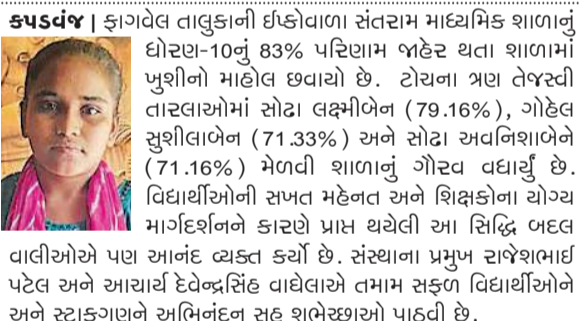 કપડવંજ | ફાગવેલ તાલુકાની ઈપ્કોવાળા સંતરામ માધ્યમિક શાળાનું
ધોરણ-10નું 83% પરિણામ જાહેર થતા શાળામાં
ખુશીનો માહોલ છવાયો છે. ટોચના ત્રણ તેજસ્વી
તારલાઓમાં સોઢા લક્ષ્મીબેન (79.16%), ગોહેલ
સુશીલાબેન (71.33%) અને સોઢા અવનિશાબેને
(71.16%) મેળવી શાળાનું ગૌરવ વધાર્યું છે.
વિદ્યાર્થીઓની સખત મહેનત અને શિક્ષકોના યોગ્ય
માર્ગદર્શનને કારણે પ્રાપ્ત થયેલી આ સિદ્ધિ બદલ
વાલીઓએ પણ આનંદ વ્યક્ત કર્યો છે. સંસ્થાના પ્રમુખ રાજેશભાઈ
પટેલ અને આચાર્ય દેવેન્દ્રસિંહ વાઘેલાએ તમામ સફળ વિદ્યાર્થીઓને
અને સ્ટાફગણને અભિનંદન સહ શુભેચ્છાઓ પાઠવી છે.